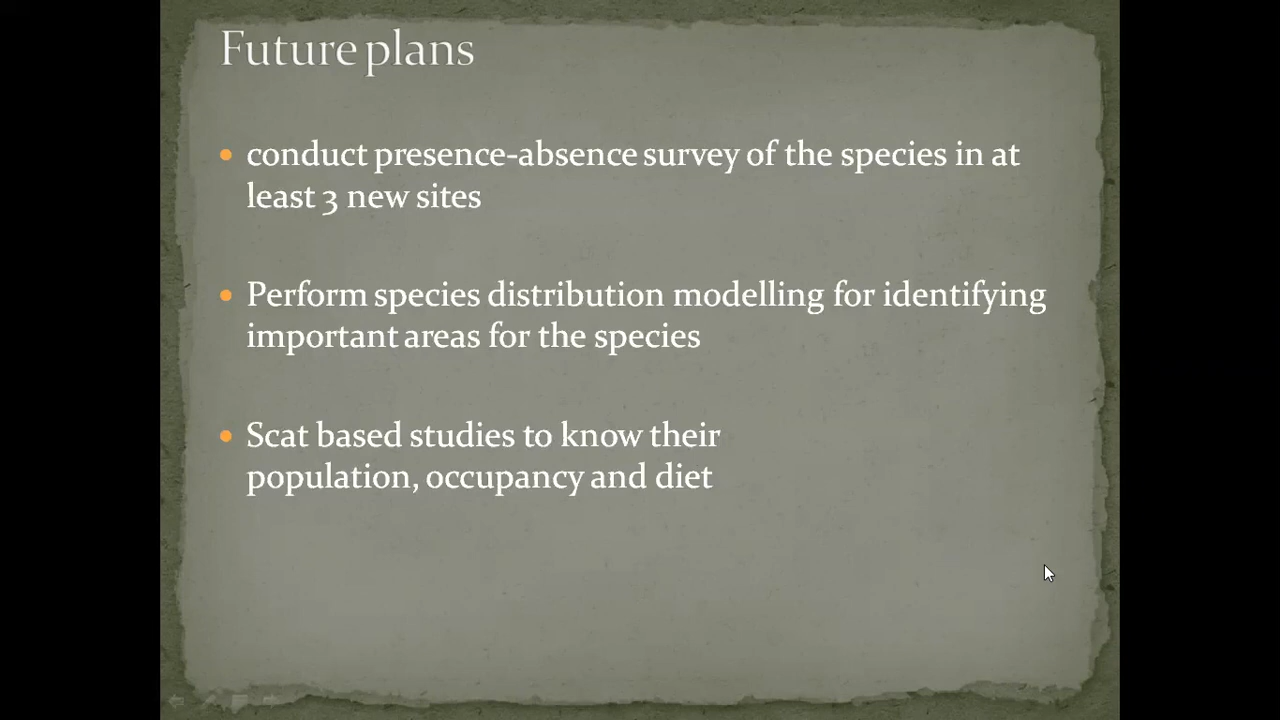 Future plans
conduct presence-absence survey of the species in at
least 3 new sites
Perform species distribution modelling for identifying
important areas for the species
Scat based studies to know their
population, occupancy and diet